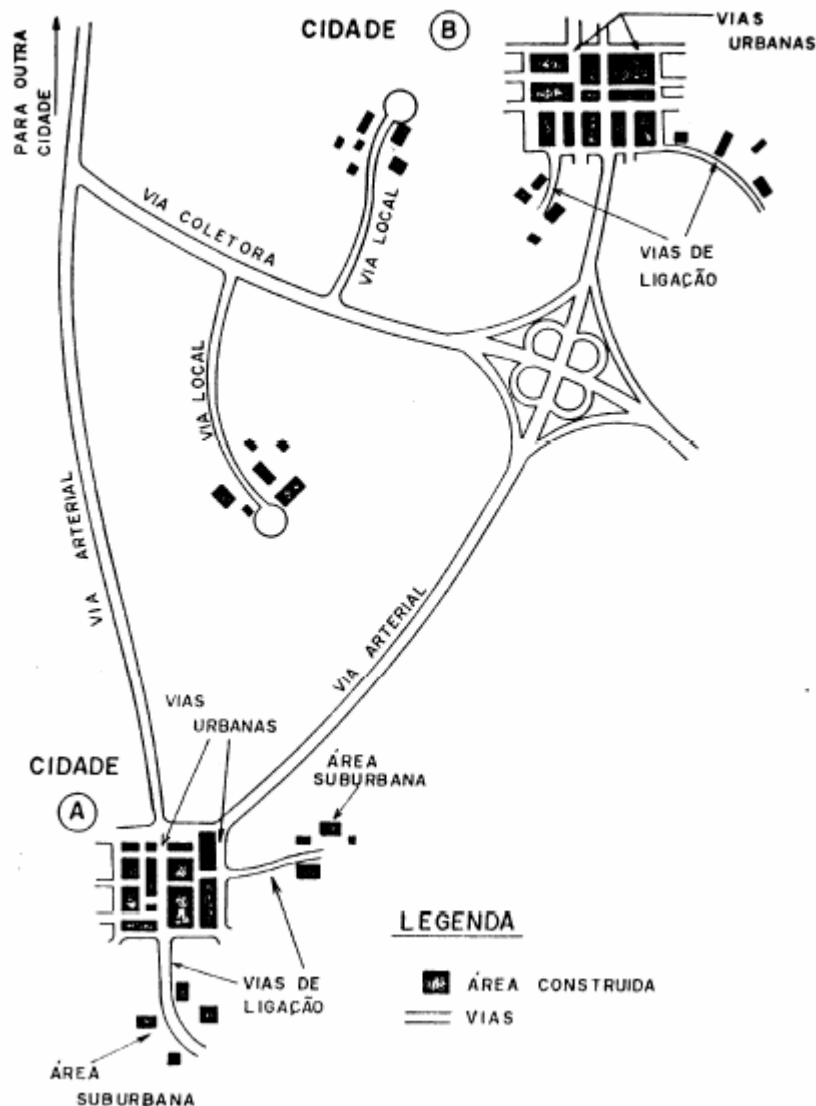 CIDADE B
VIAS
URBANAS
PARA OUTRA
CIDADE
VIA COLETORA
VIA LOCAL
VIAS DE
LIGAÇÃO
VIA LOCAL
VIA ARTERIAL
VIA ARTERIAL
VIAS
URBANAS
CIDADE
A
ÁREA
SUBURBANA
LEGENDA
ÁREA CONSTRUIDA
VIAS
VIAS DE
LIGAÇÃO
ÁREA
SUBURBANA